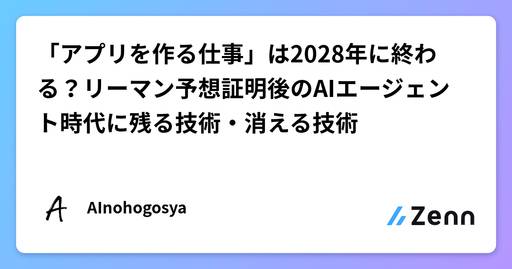 「アプリを作る仕事」は2028年に終わ
る？リーマン予想証明後のAIエージェン
ト時代に残る技術・消える技術
A
AInohogosya
Zenn